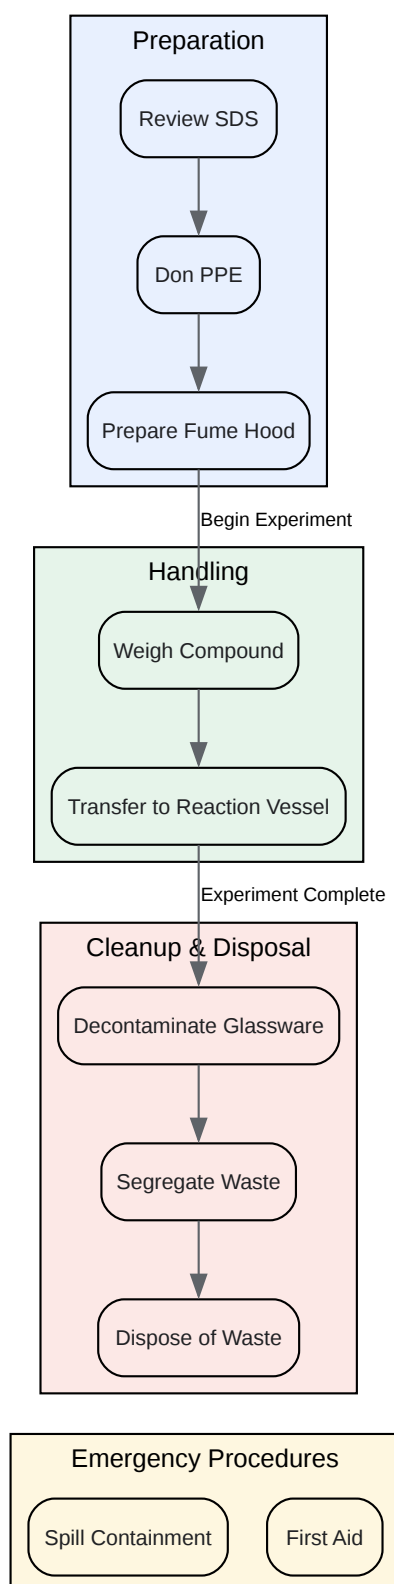 Preparation
Review SDS
Don PPE
Prepare Fume Hood
Begin Experiment
Handling
Weigh Compound
Transfer to Reaction Vessel
Experiment Complete
Cleanup & Disposal
Decontaminate Glassware
Segregate Waste
Dispose of Waste
Emergency Procedures
Spill Containment
First Aid